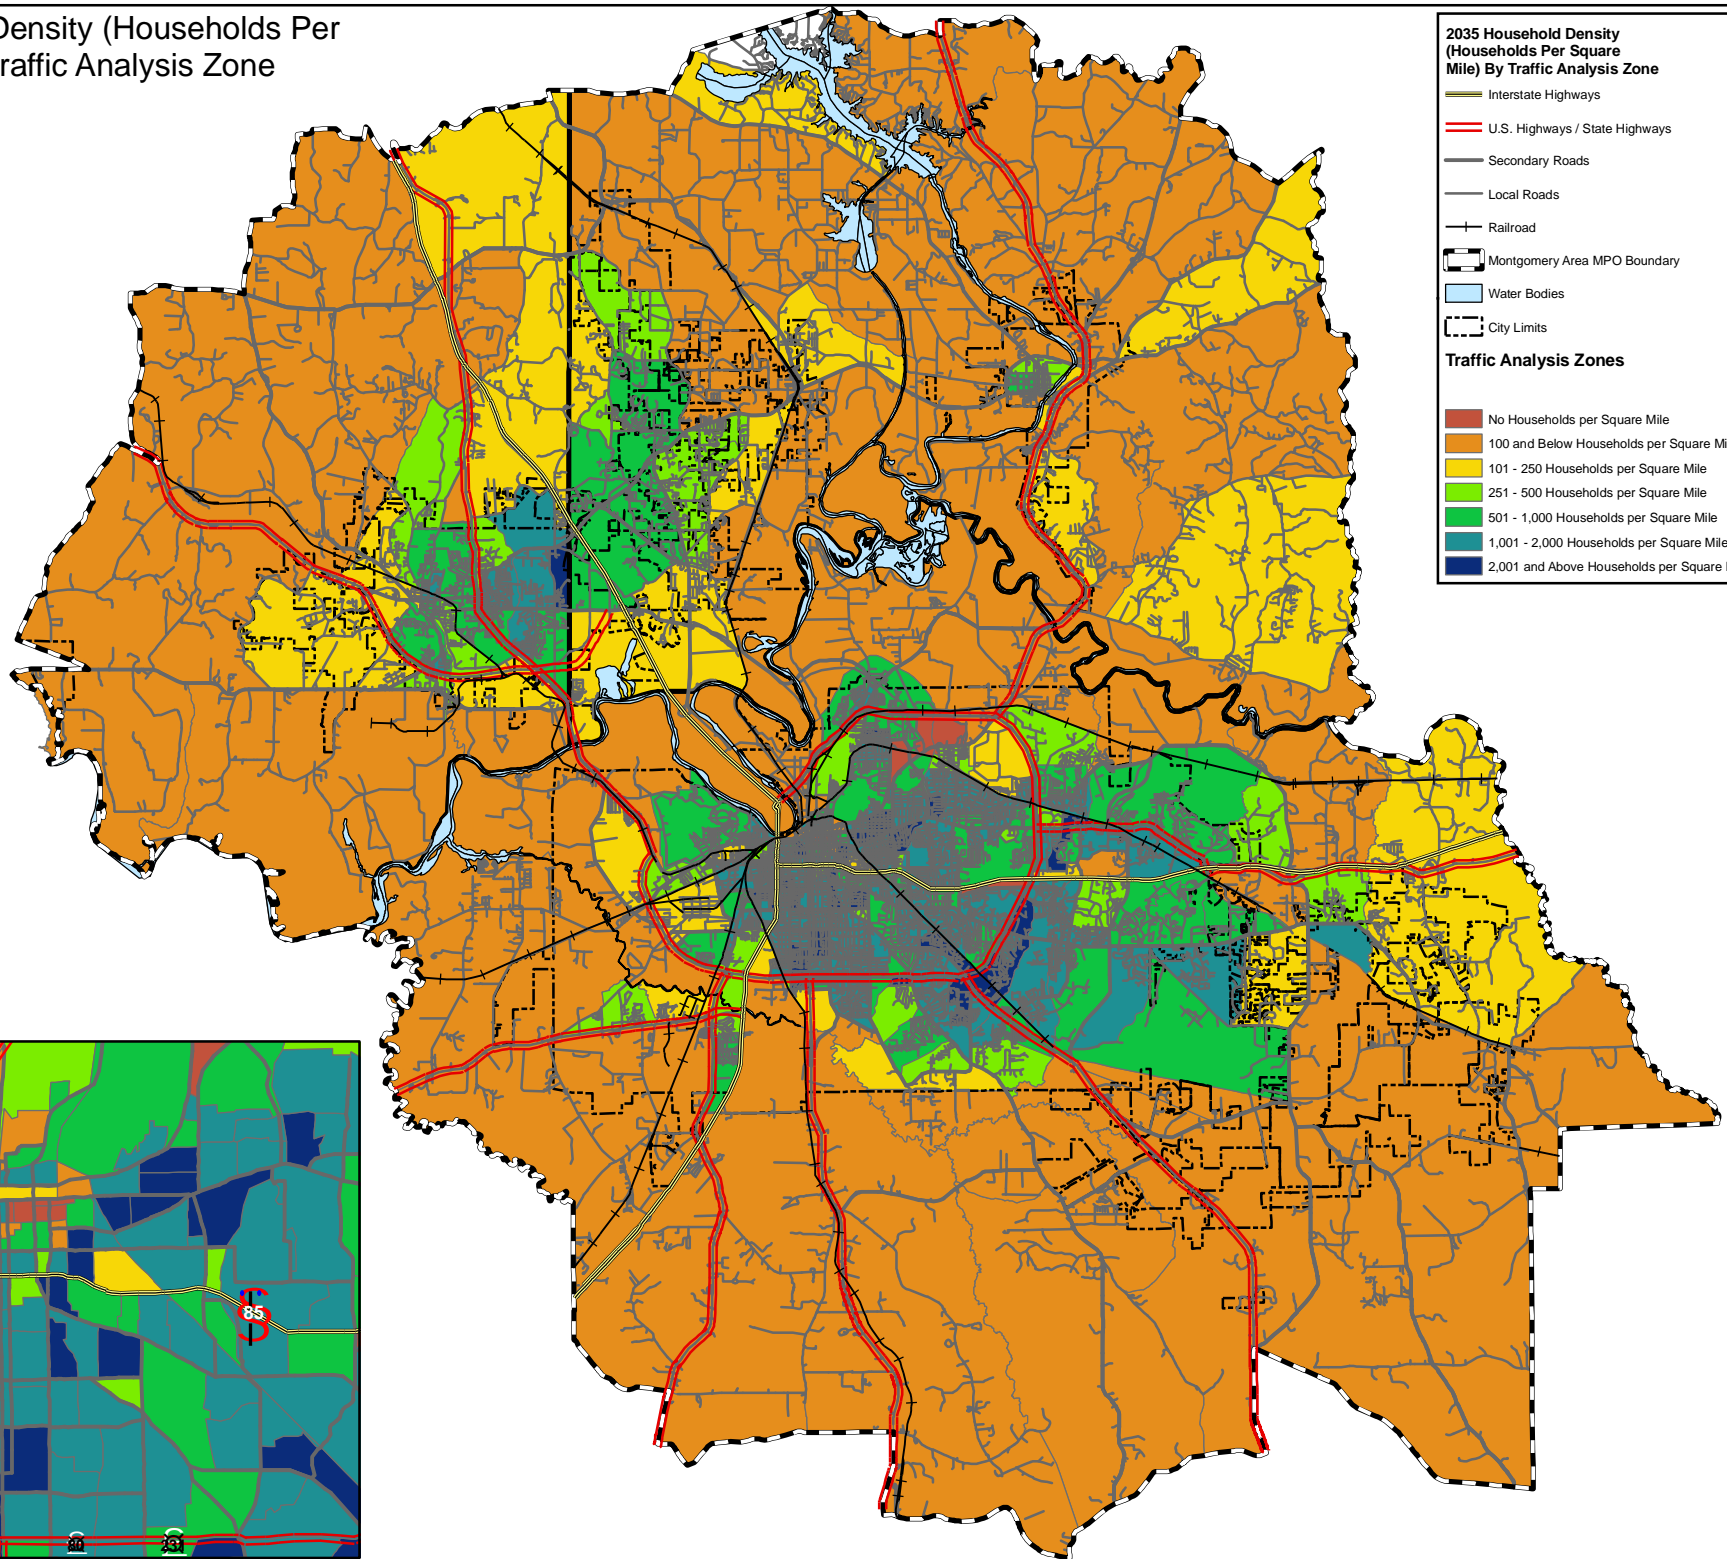 Density (Households Per
raffic Analysis Zone
2035 Household Density
(Households Per Square
Mile) By Traffic Analysis Zone
Interstate Highways
U.S. Highways / State Highways
Secondary Roads
Local Roads
Railroad
Montgomery Area MPO Boundary
Water Bodies
City Limits
Traffic Analysis Zones
No Households per Square Mile
100 and Below Households per Square Mi
101 - 250 Households per Square Mile
251 - 500 Households per Square Mile
501 - 1,000 Households per Square Mile
1,001 - 2,000 Households per Square Mile
2,001 and Above Households per Square
85
80
231